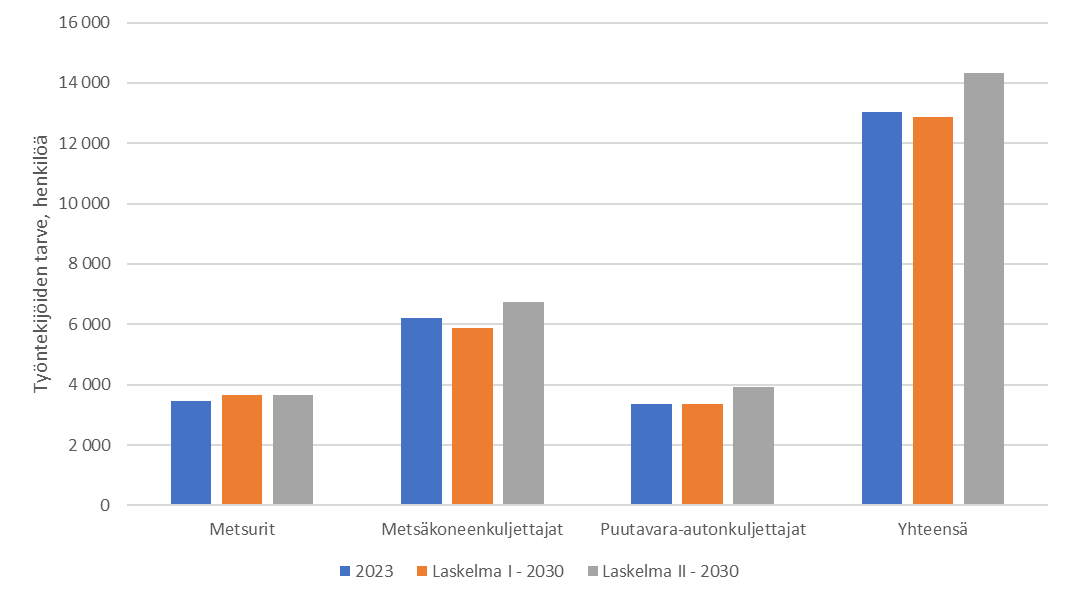 Työntekijöiden tarve, henkilöä
16 000
14 000
12 000
10 000
8 000
6 000
4 000
2 000
0
Metsurit
Metsäkoneenkuljettajat
Puutavara-autonkuljettajat
Yhteensä
2023
Laskelma I - 2030
Laskelma II - 2030